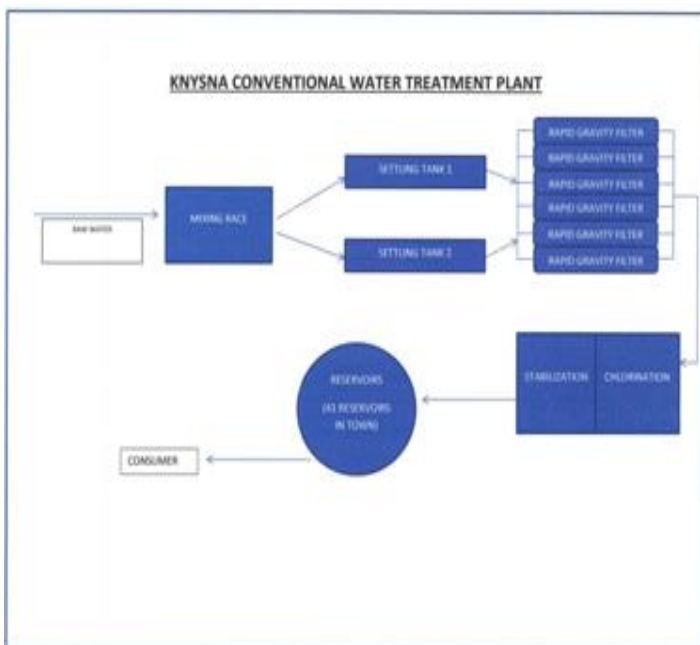 KNYSNA CONVENTIONAL WATER TREATMENT PLANT
RAW WATER
MIXING RACE
SETTLING TANK 1
SETTLING TANK 2
RAPID GRAVITY FILTER
RAPID GRAVITY FILTER
RAPID GRAVITY FILTER
RAPID GRAVITY FILTER
RAPID GRAVITY FILTER
RAPID GRAVITY FILTER
STABILIZATION
CHLORINATION
RESERVOIRS
(43 RESERVOIRS
IN TOWN)
CONSUMER